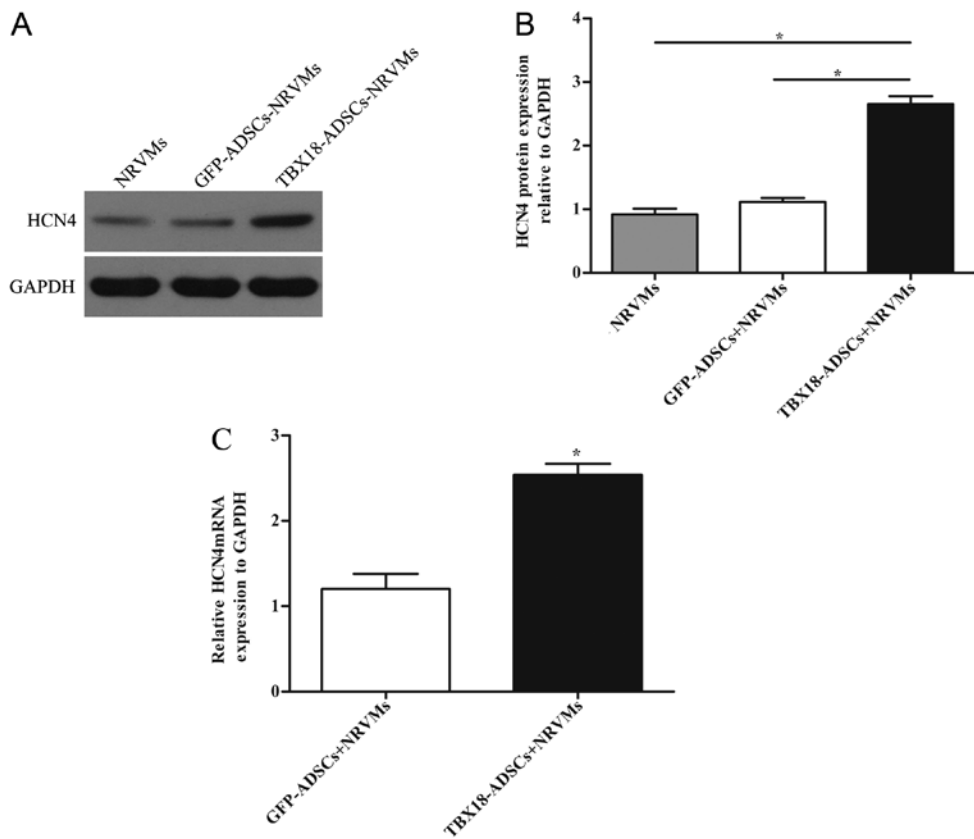 A
NRVMs
GFP-ADSCs-NRVMs
TBX18-ADSCs-NRVMs
HCN4
GAPDH
B
HCN4 protein expression
relative to GAPDH
4
3
2
1
0
*
*
NRVMs
GFP-ADSCs+NRVMs
TBX18-ADSCs+NRVMs
C
Relative HCN4mRNA
expression to GAPDH
3
2
1
0
*
GFP-ADSCs+NRVMs
TBX18-ADSCs+NRVMs